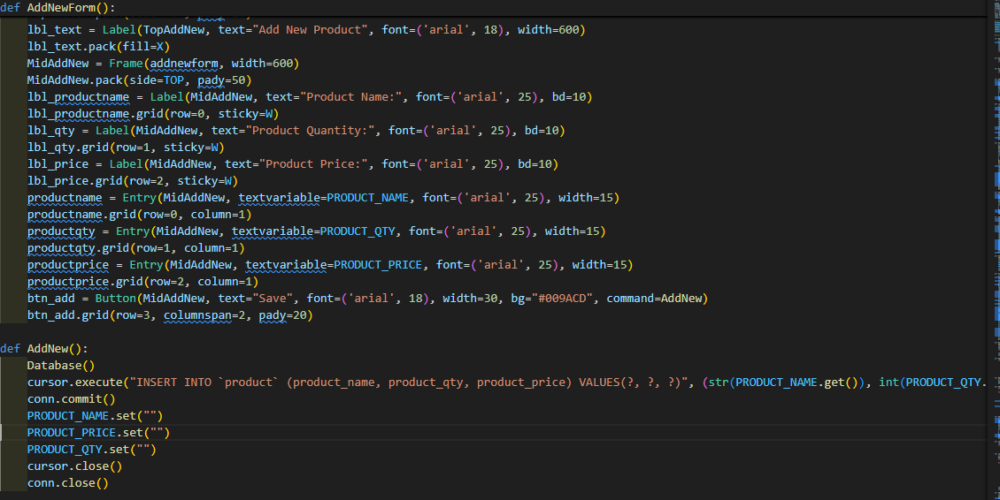 def AddNewForm():
lbl_text = Label(TopAddNew, text="Add New Product", font=('arial', 18), width=600)
lbl_text.pack(fill=X)
MidAddNew = Frame(addnewform, width=600)
MidAddNew.pack(side=TOP, pady=50)
lbl_productname = Label(MidAddNew, text="Product Name:", font=('arial', 25), bd=10)
lbl_productname.grid(row=0, sticky=W)
lbl_qty = Label(MidAddNew, text="Product Quantity:", font=('arial', 25), bd=10)
lbl_qty.grid(row=1, sticky=W)
lbl_price = Label(MidAddNew, text="Product Price:", font=('arial', 25), bd=10)
lbl_price.grid(row=2, sticky=W)
productname = Entry(MidAddNew, textvariable=PRODUCT_NAME, font=('arial', 25), width=15)
productname.grid(row=0, column=1)
productqty = Entry(MidAddNew, textvariable=PRODUCT_QTY, font=('arial', 25), width=15)
productqty.grid(row=1, column=1)
productprice = Entry(MidAddNew, textvariable=PRODUCT_PRICE, font=('arial', 25), width=15)
productprice.grid(row=2, column=1)
btn_add = Button(MidAddNew, text="Save", font=('arial', 18), width=30, bg="#009ACD", command=AddNew)
btn_add.grid(row=3, columnspan=2, pady=20)
def AddNew():
Database()
cursor.execute("INSERT INTO `product` (product_name, product_qty, product_price) VALUES(?, ?, ?)", (str(PRODUCT_NAME.get()), int(PRODUCT_QTY.
conn.commit()
PRODUCT_NAME.set("")
PRODUCT_PRICE.set("")
PRODUCT_QTY.set("")
cursor.close()
conn.close()